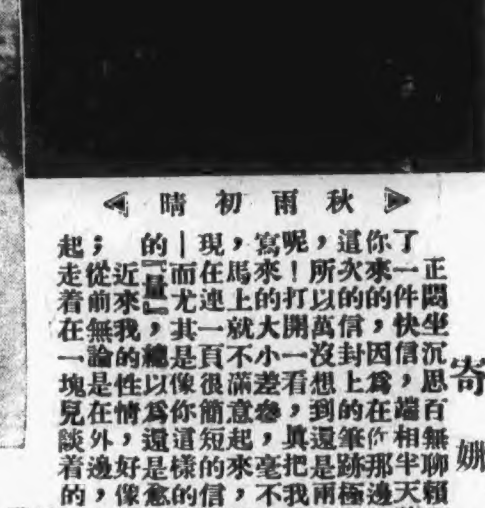 秋雨初晴
寄姍
正悶坐沉思百無聊賴
了一件快信,端相半天
你來的,因爲在你那邊
這次的信封上的筆跡極
,所以萬沒想到還是兩
呢!打開一看,真把我
寫來的大小差參,毫不
,馬上就不滿意起來,
現在連一頁很簡短的信
|而尤其是像你這樣的
的『量』,總以爲還是愈
近來我的性情,好像
;從前無論是在外邊,
起走着在一塊兒談着的